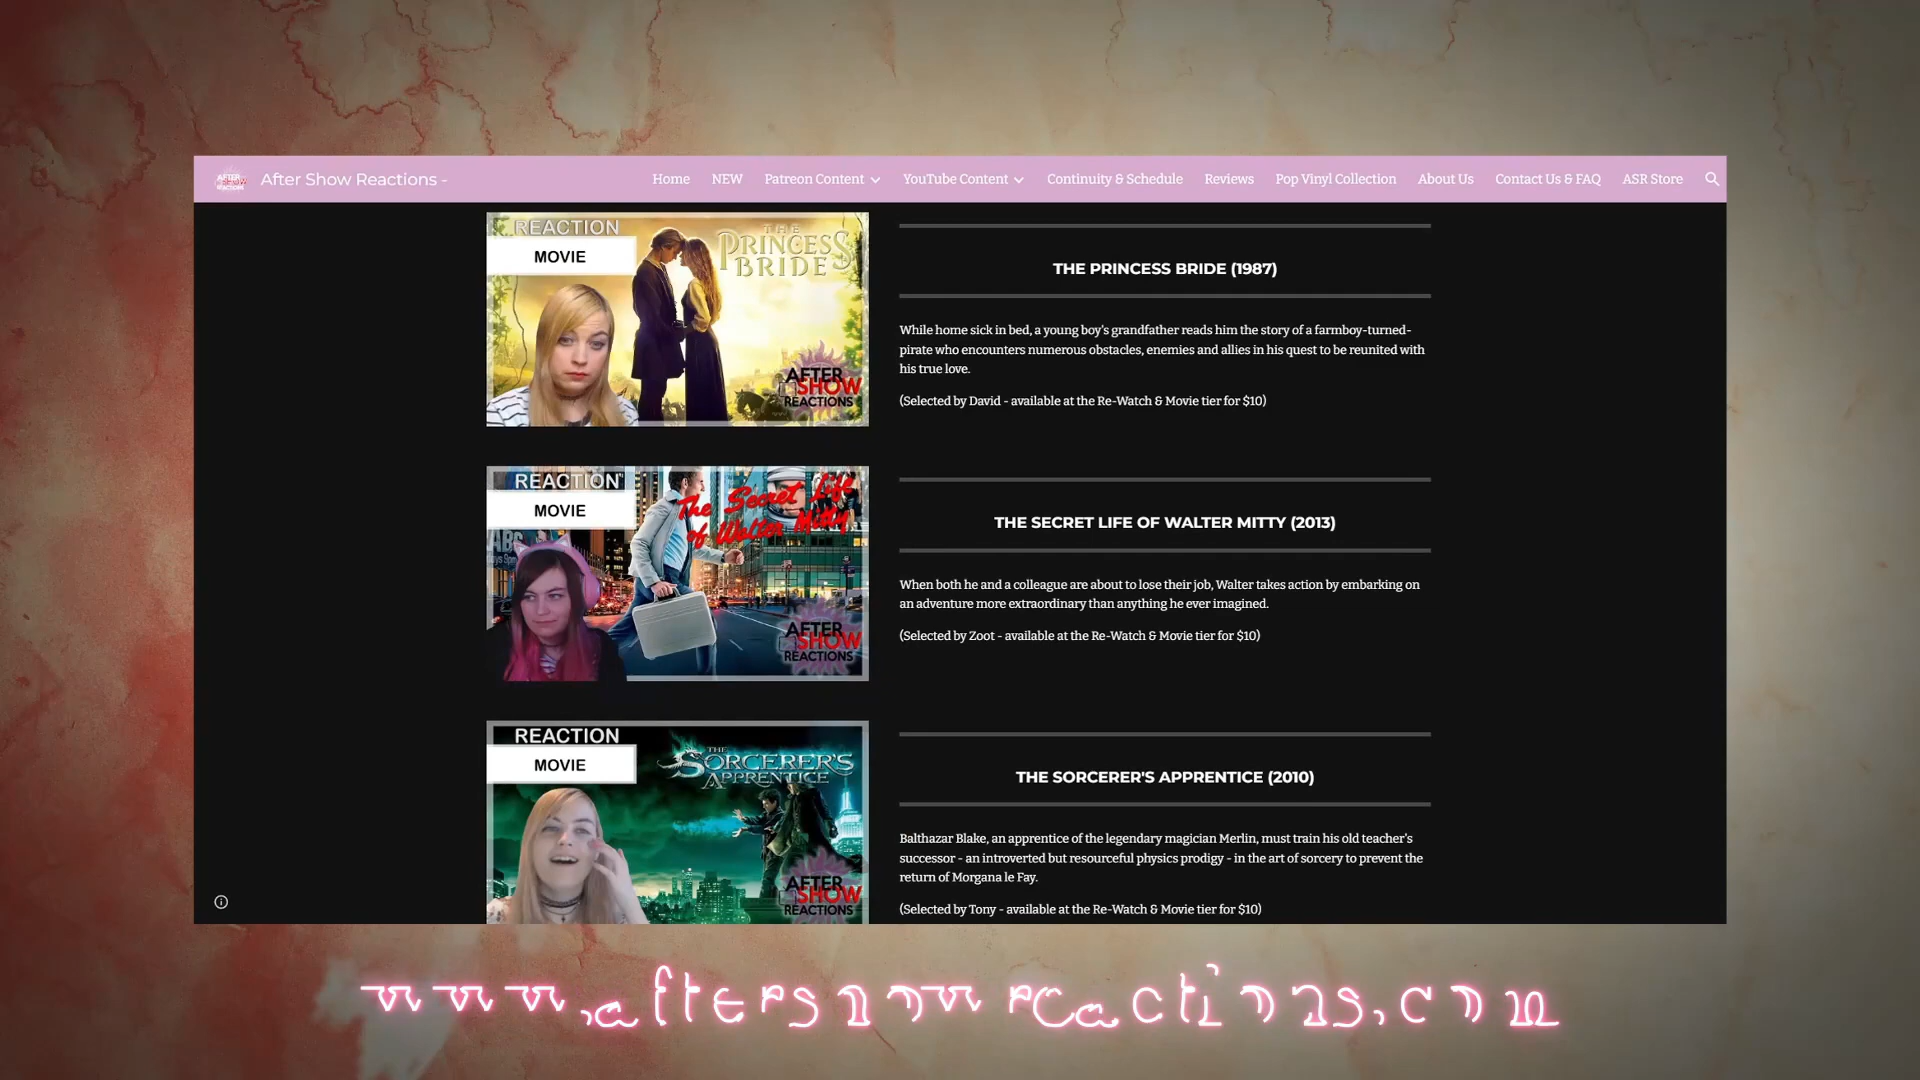 AFTER SHOW REACTIONS
After Show Reactions -
Home NEW Patreon Content YouTube Content Continuity & Schedule Reviews Pop Vinyl Collection About Us Contact Us & FAQ ASR Store
REACTION
MOVIE
THE
PRINCESS
BRIDE
AFTER
SHOW
REACTIONS
THE PRINCESS BRIDE (1987)
While home sick in bed, a young boy's grandfather reads him the story of a farmboy-turned-
pirate who encounters numerous obstacles, enemies and allies in his quest to be reunited with
his true love.
(Selected by David - available at the Re-Watch & Movie tier for $10)
REACTION
MOVIE
The Secret Life
of Walter Mitty
AFTER
SHOW
REACTIONS
THE SECRET LIFE OF WALTER MITTY (2013)
When both he and a colleague are about to lose their job, Walter takes action by embarking on
an adventure more extraordinary than anything he ever imagined.
(Selected by Zoot - available at the Re-Watch & Movie tier for $10)
REACTION
MOVIE
THE
SORCERER'S
APPRENTICE
AFTER
SHOW
REACTIONS
THE SORCERER'S APPRENTICE (2010)
Balthazar Blake, an apprentice of the legendary magician Merlin, must train his old teacher's
successor - an introverted but resourceful physics prodigy - in the art of sorcery to prevent the
return of Morgana le Fay.
(Selected by Tony - available at the Re-Watch & Movie tier for $10)
www.aftershowreactions.com